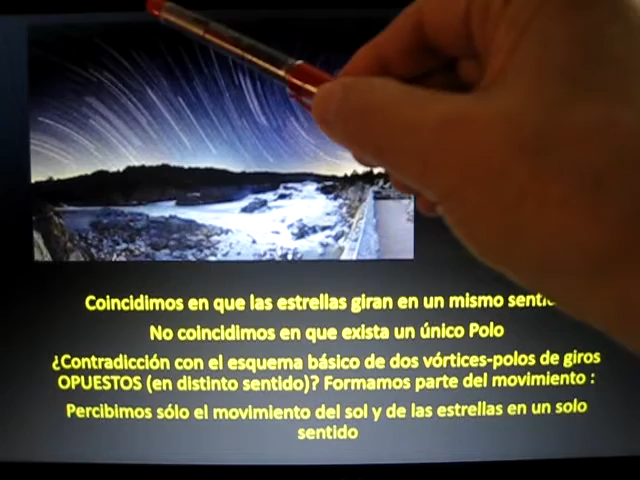 Coincidimos en que las estrellas giran en un mismo
No coincidimos en que exista un único Polo
¿Contradicción con el esquema básico de dos vórtices-polos de giros
OPUESTOS (en distinto sentido)? Formamos parte del movimiento :
Percibimos sólo el movimiento del sol y de las estrellas en un solo
sentido